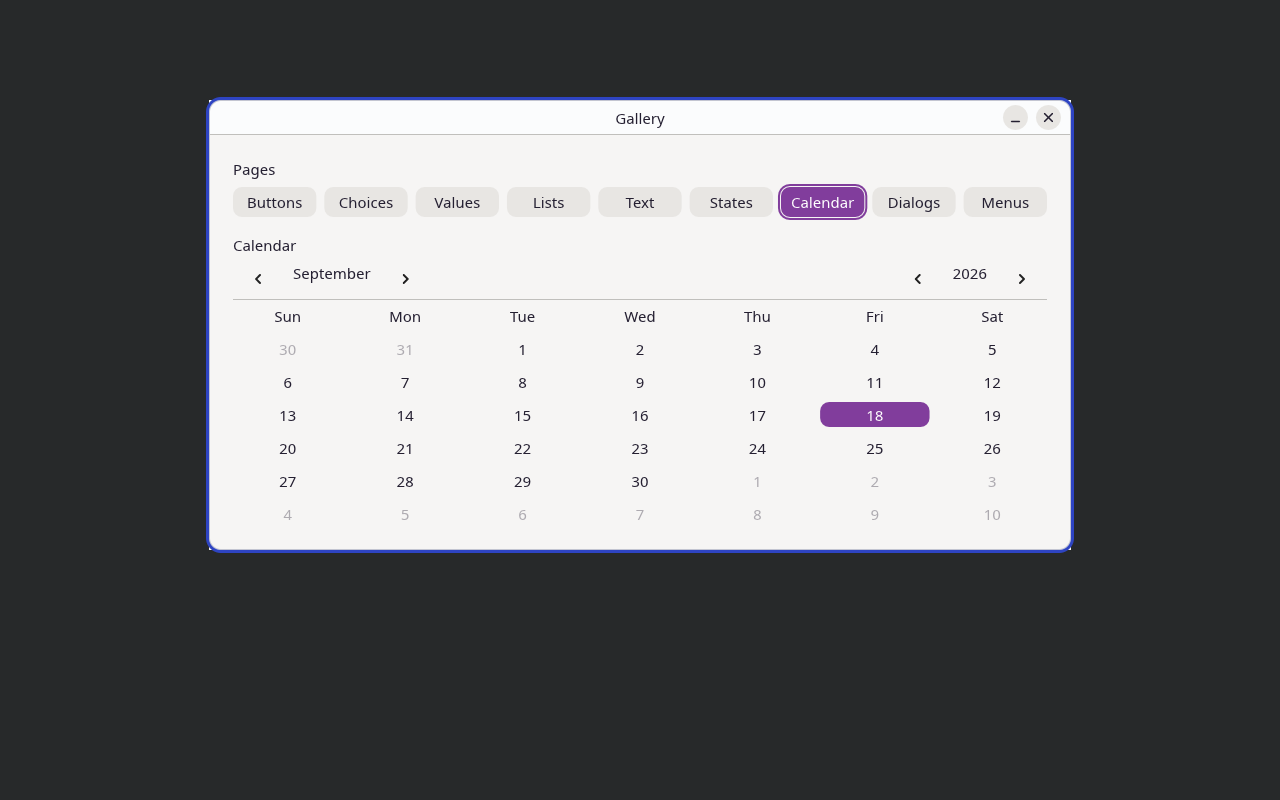 Gallery
Pages
Buttons Choices Values Lists Text States Calendar Dialogs Menus
Calendar
September 2026
Sun Mon Tue Wed Thu Fri Sat
30 31 1 2 3 4 5
6 7 8 9 10 11 12
13 14 15 16 17 18 19
20 21 22 23 24 25 26
27 28 29 30 1 2 3
4 5 6 7 8 9 10